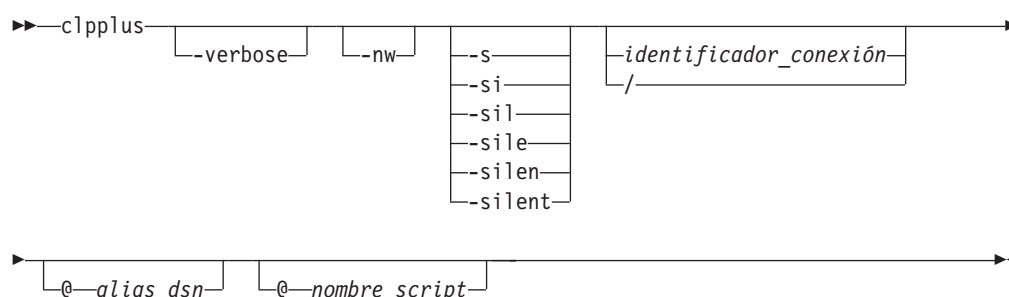 clpplus
-verbose
-nw
-s
-si
-sil
-sile
-silen
-silent
identificador_conexión
/
@ alias dsn
@ nombre script